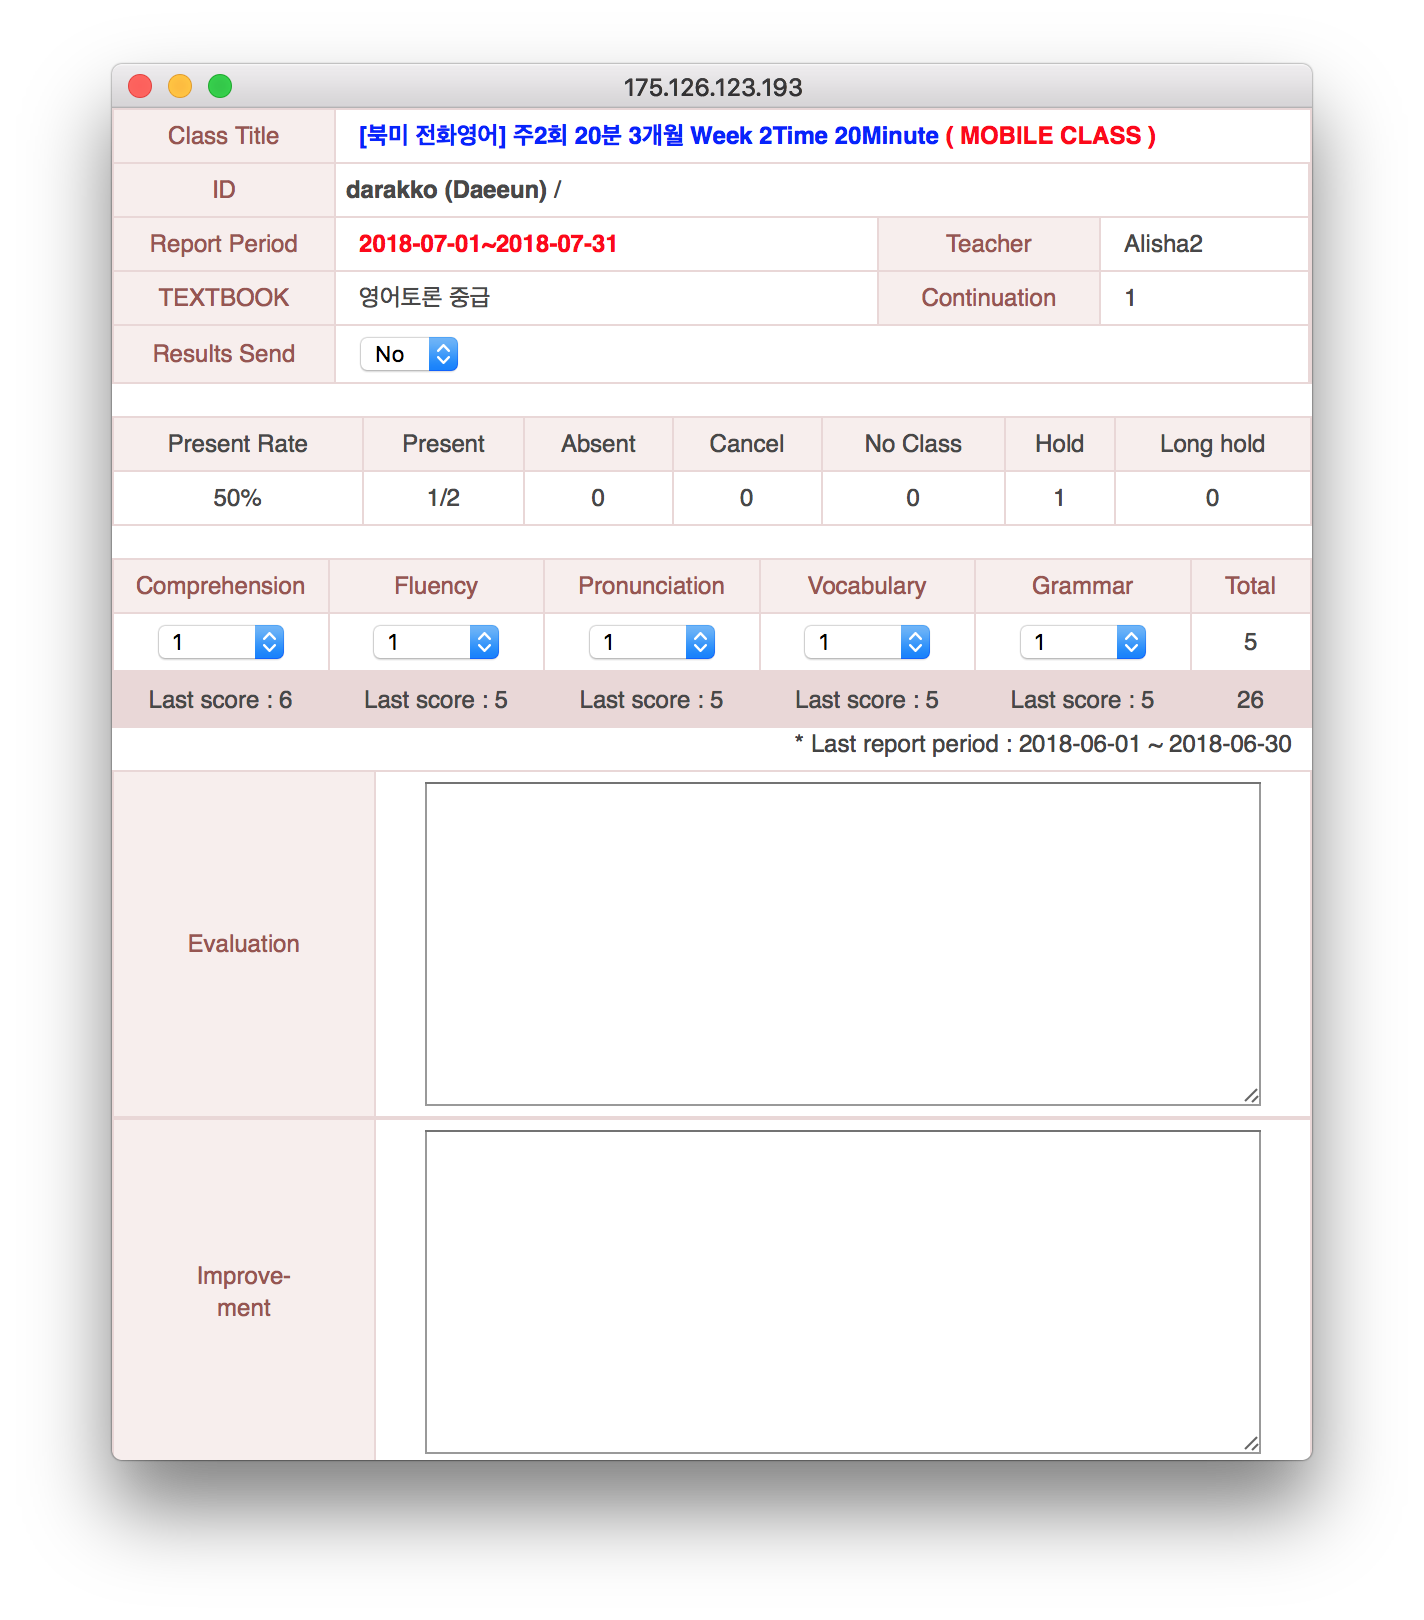 175.126.123.193
Class Title [북미 전화영어] 주2회 20분 3개월 Week 2Time 20Minute ( MOBILE CLASS )
ID darakko (Daeeun) /
Report Period 2018-07-01~2018-07-31 Teacher Alisha2
TEXTBOOK 영어토론 중급 Continuation 1
Results Send No
Present Rate Present Absent Cancel No Class Hold Long hold
50% 1/2 0 0 0 1 0
Comprehension Fluency Pronunciation Vocabulary Grammar Total
1 1 1 1 1 5
Last score : 6 Last score : 5 Last score : 5 Last score : 5 Last score : 5 26
* Last report period : 2018-06-01 ~ 2018-06-30
Evaluation
Improve-
ment